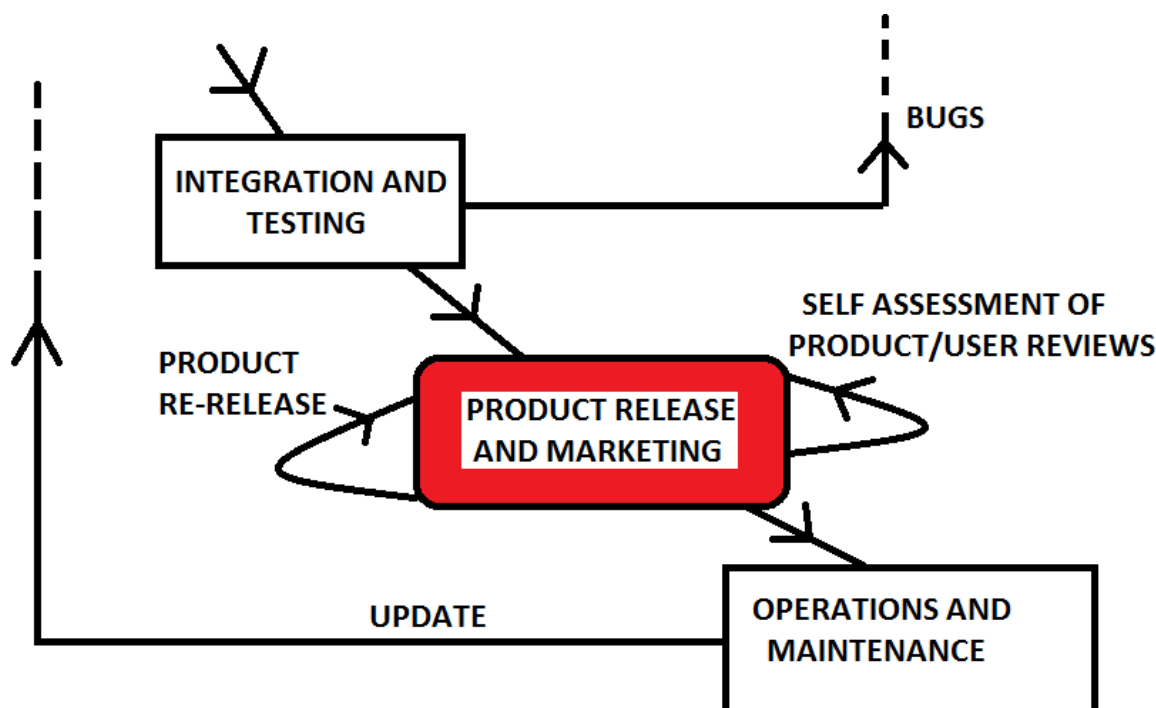 BUGS
INTEGRATION AND
TESTING
SELF ASSESSMENT OF
PRODUCT/USER REVIEWS
PRODUCT
RE-RELEASE
PRODUCT RELEASE
AND MARKETING
UPDATE
OPERATIONS AND
MAINTENANCE